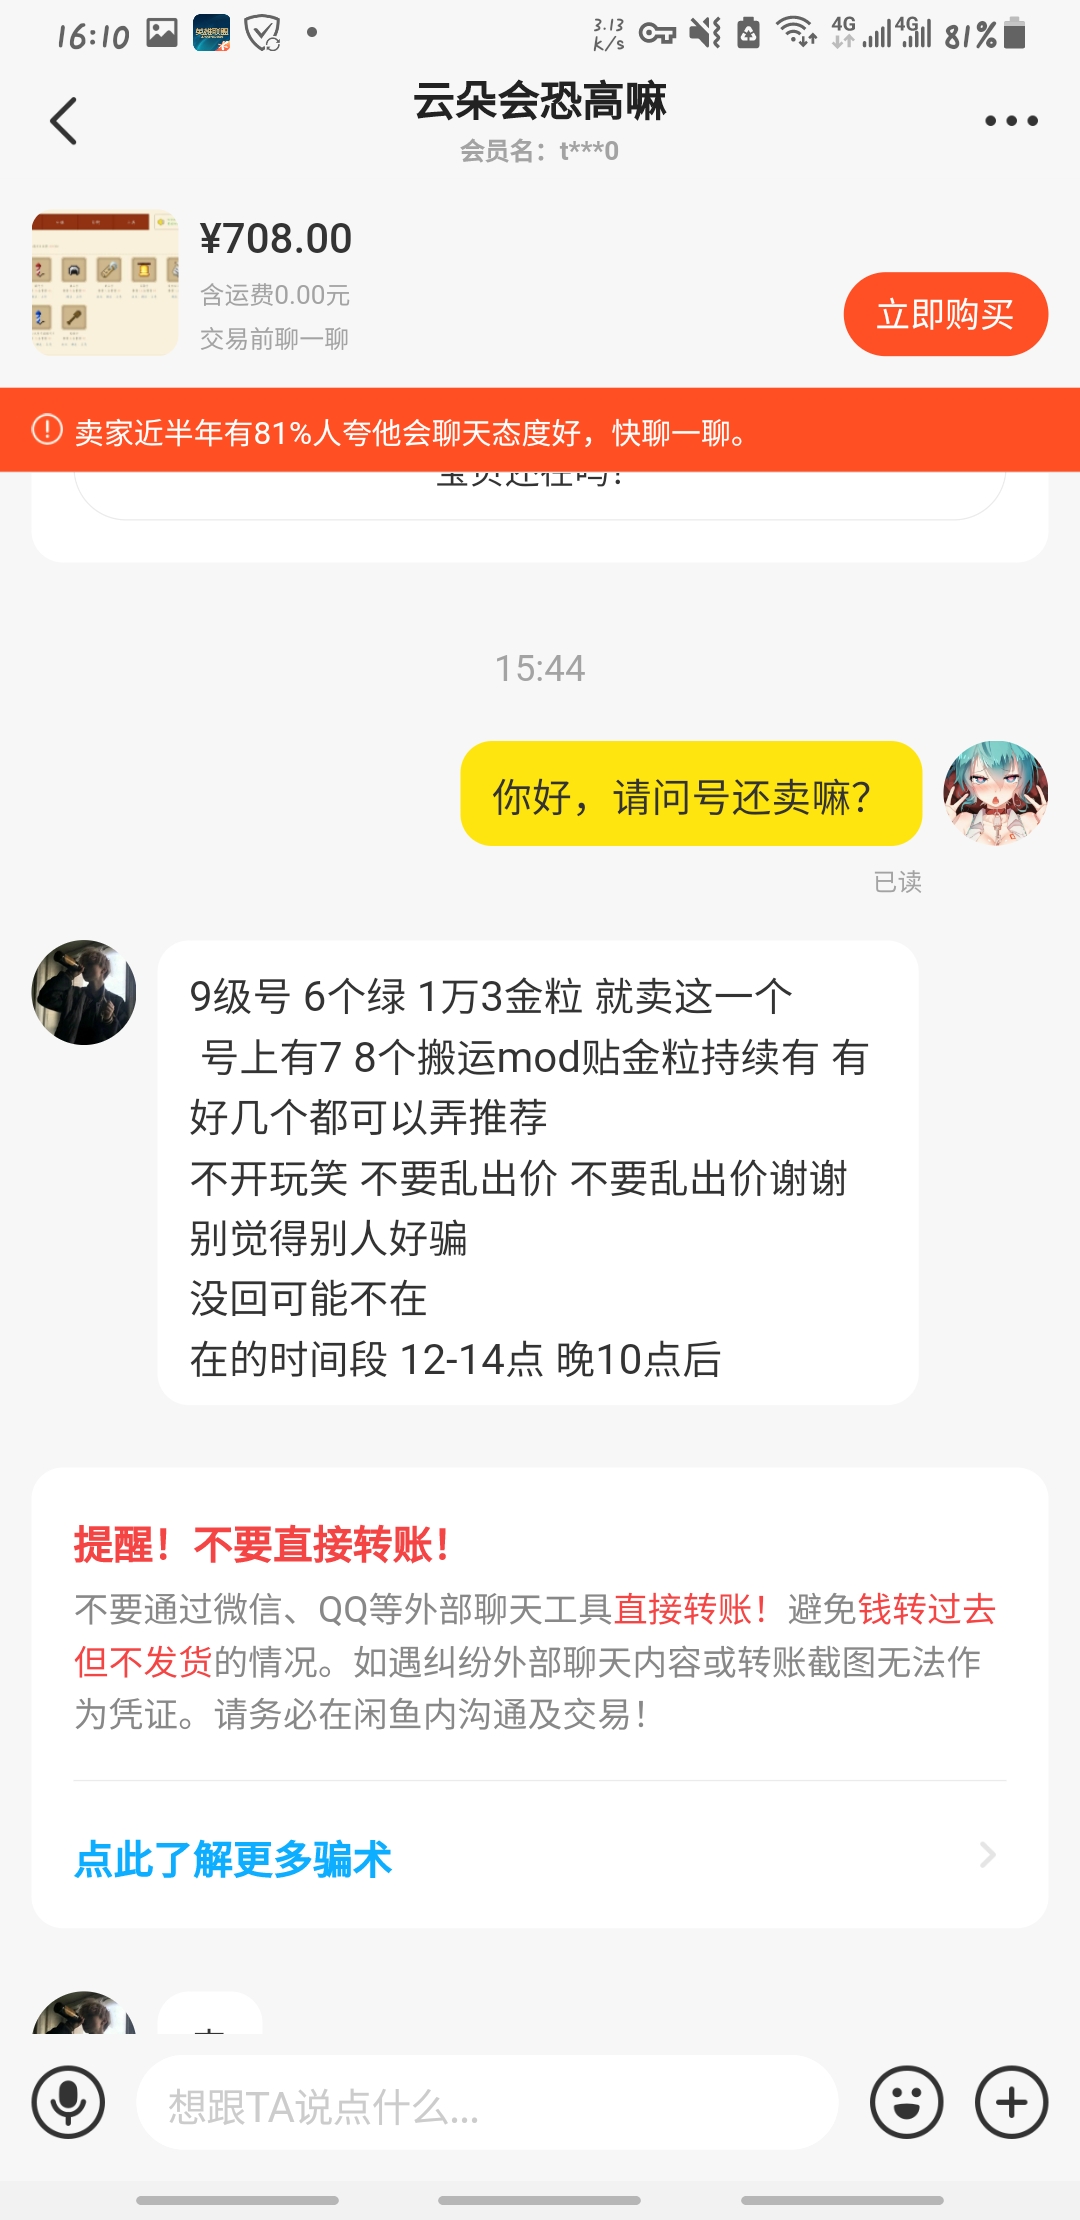 16:10
3.13 K/s 4G 4G 81%
云朵会恐高嘛
会员名：t***0
¥708.00
含运费0.00元
交易前聊一聊
立即购买
卖家近半年有81%人夸他会聊天态度好，快聊一聊。
宝贝还在吗？
15:44
你好，请问号还卖嘛？
已读
9级号 6个绿 1万3金粒 就卖这一个
号上有7 8个搬运mod贴金粒持续有 有
好几个都可以弄推荐
不开玩笑 不要乱出价 不要乱出价谢谢
别觉得别人好骗
没回可能不在
在的时间段 12-14点 晚10点后
提醒！不要直接转账！
不要通过微信、QQ等外部聊天工具直接转账！避免钱转过去
但不发货的情况。如遇纠纷外部聊天内容或转账截图无法作
为凭证。请务必在闲鱼内沟通及交易！
点此了解更多骗术
想跟TA说点什么...